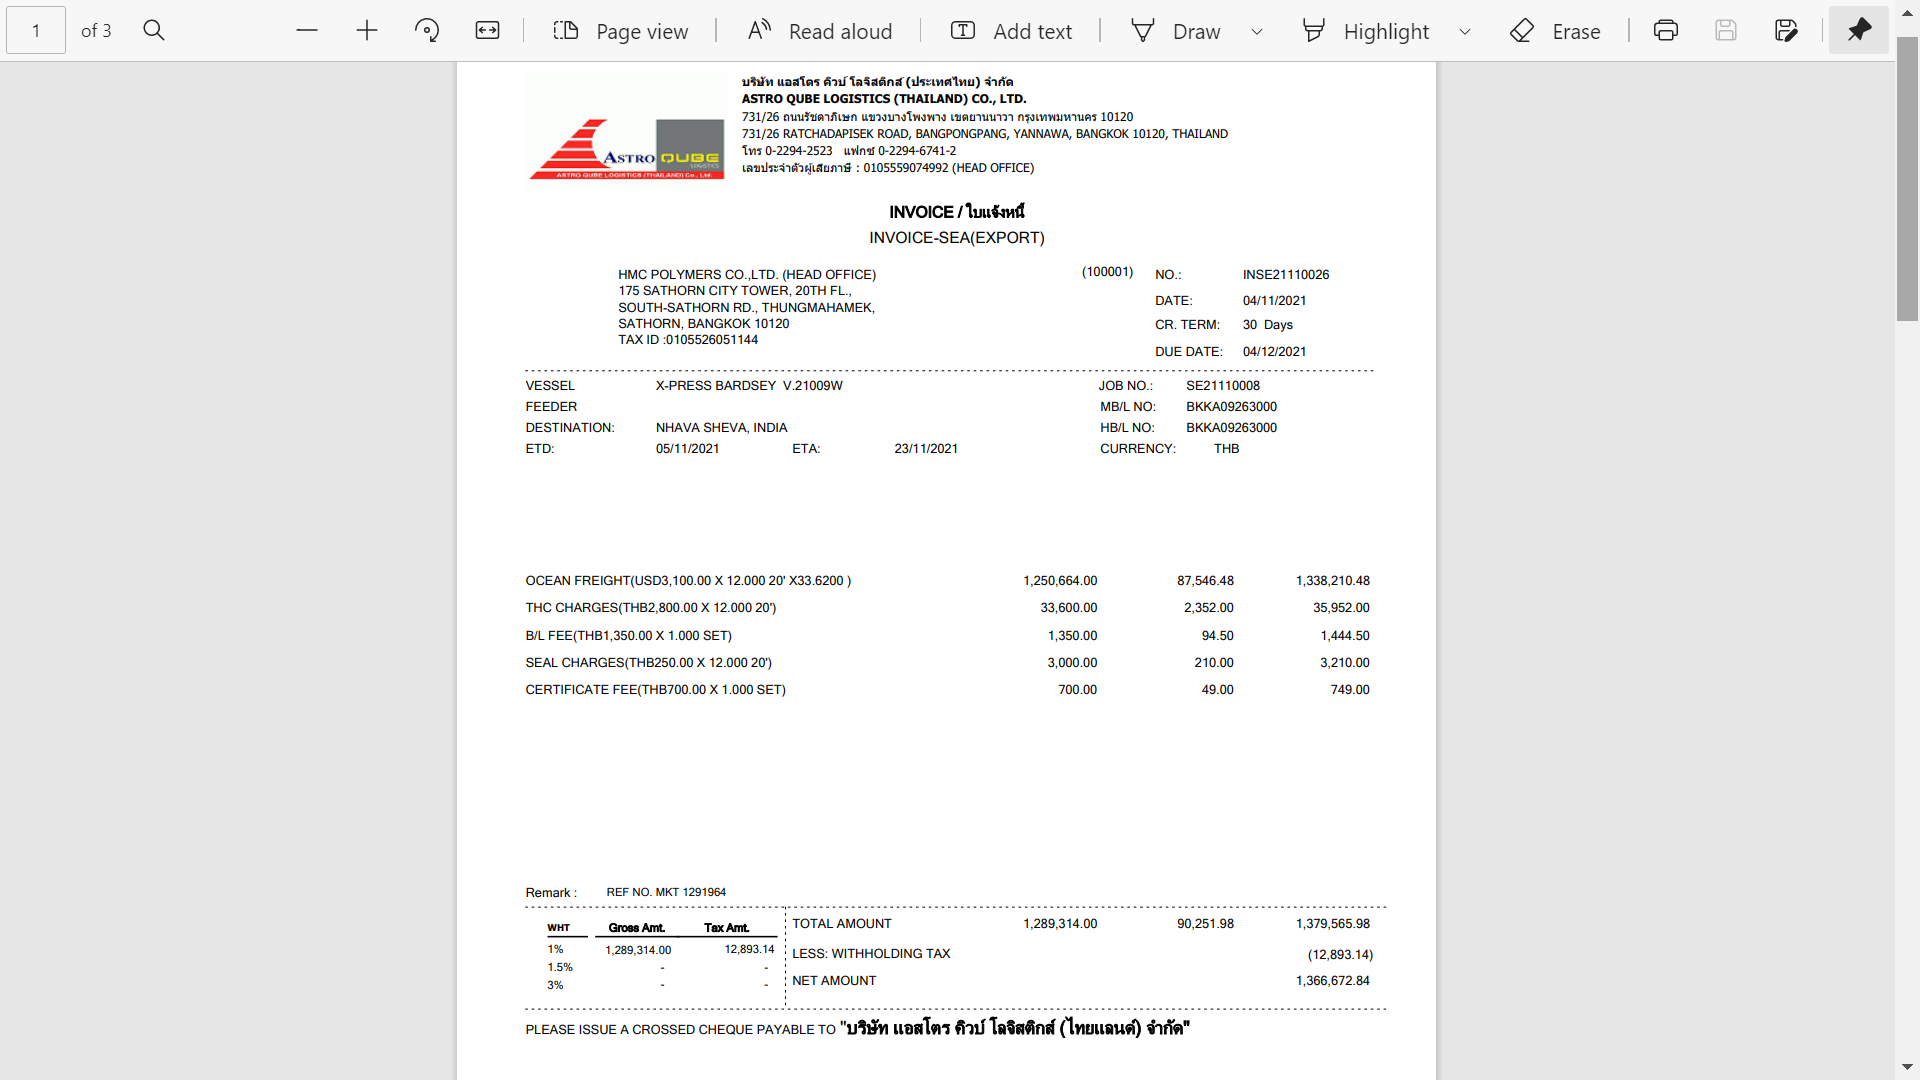 1 of 3 Page view Read aloud Add text Draw Highlight Erase
บริษัท แอสโตร คิวบ์ โลจิสติกส์ (ประเทศไทย) จำกัด
ASTRO QUBE LOGISTICS (THAILAND) CO., LTD.
731/26 ถนนรัชดาภิเษก แขวงบางโพงพาง เขตยานนาวา กรุงเทพมหานคร 10120
731/26 RATCHADAPISEK ROAD, BANGPONGPANG, YANNAWA, BANGKOK 10120, THAILAND
โทร 0-2294-2523 แฟกซ์ 0-2294-6741-2
เลขประจำตัวผู้เสียภาษี : 0105559074992 (HEAD OFFICE)
ASTRO QUBE
LOGISTICS
ASTRO QUBE LOGISTICS (THAILAND) Co., Ltd.
INVOICE / ใบแจ้งหนี้
INVOICE-SEA(EXPORT)
HMC POLYMERS CO.,LTD. (HEAD OFFICE) (100001) NO.: INSE21110026
175 SATHORN CITY TOWER, 20TH FL.,
DATE: 04/11/2021
SOUTH-SATHORN RD., THUNGMAHAMEK,
SATHORN, BANGKOK 10120 CR. TERM: 30 Days
TAX ID :0105526051144
DUE DATE: 04/12/2021
VESSEL X-PRESS BARDSEY V.21009W JOB NO.: SE21110008
FEEDER MB/L NO: BKKA09263000
DESTINATION: NHAVA SHEVA, INDIA HB/L NO: BKKA09263000
ETD: 05/11/2021 ETA: 23/11/2021 CURRENCY: THB
OCEAN FREIGHT(USD3,100.00 X 12.000 20' X33.6200 ) 1,250,664.00 87,546.48 1,338,210.48
THC CHARGES(THB2,800.00 X 12.000 20') 33,600.00 2,352.00 35,952.00
B/L FEE(THB1,350.00 X 1.000 SET) 1,350.00 94.50 1,444.50
SEAL CHARGES(THB250.00 X 12.000 20') 3,000.00 210.00 3,210.00
CERTIFICATE FEE(THB700.00 X 1.000 SET) 700.00 49.00 749.00
Remark : REF NO. MKT 1291964
WHT Gross Amt. Tax Amt.
1% 1,289,314.00 12,893.14
1.5% - -
3% - -
TOTAL AMOUNT 1,289,314.00 90,251.98 1,379,565.98
LESS: WITHHOLDING TAX (12,893.14)
NET AMOUNT 1,366,672.84
PLEASE ISSUE A CROSSED CHEQUE PAYABLE TO "บริษัท แอสโตร คิวบ์ โลจิสติกส์ (ไทยแลนด์) จำกัด"